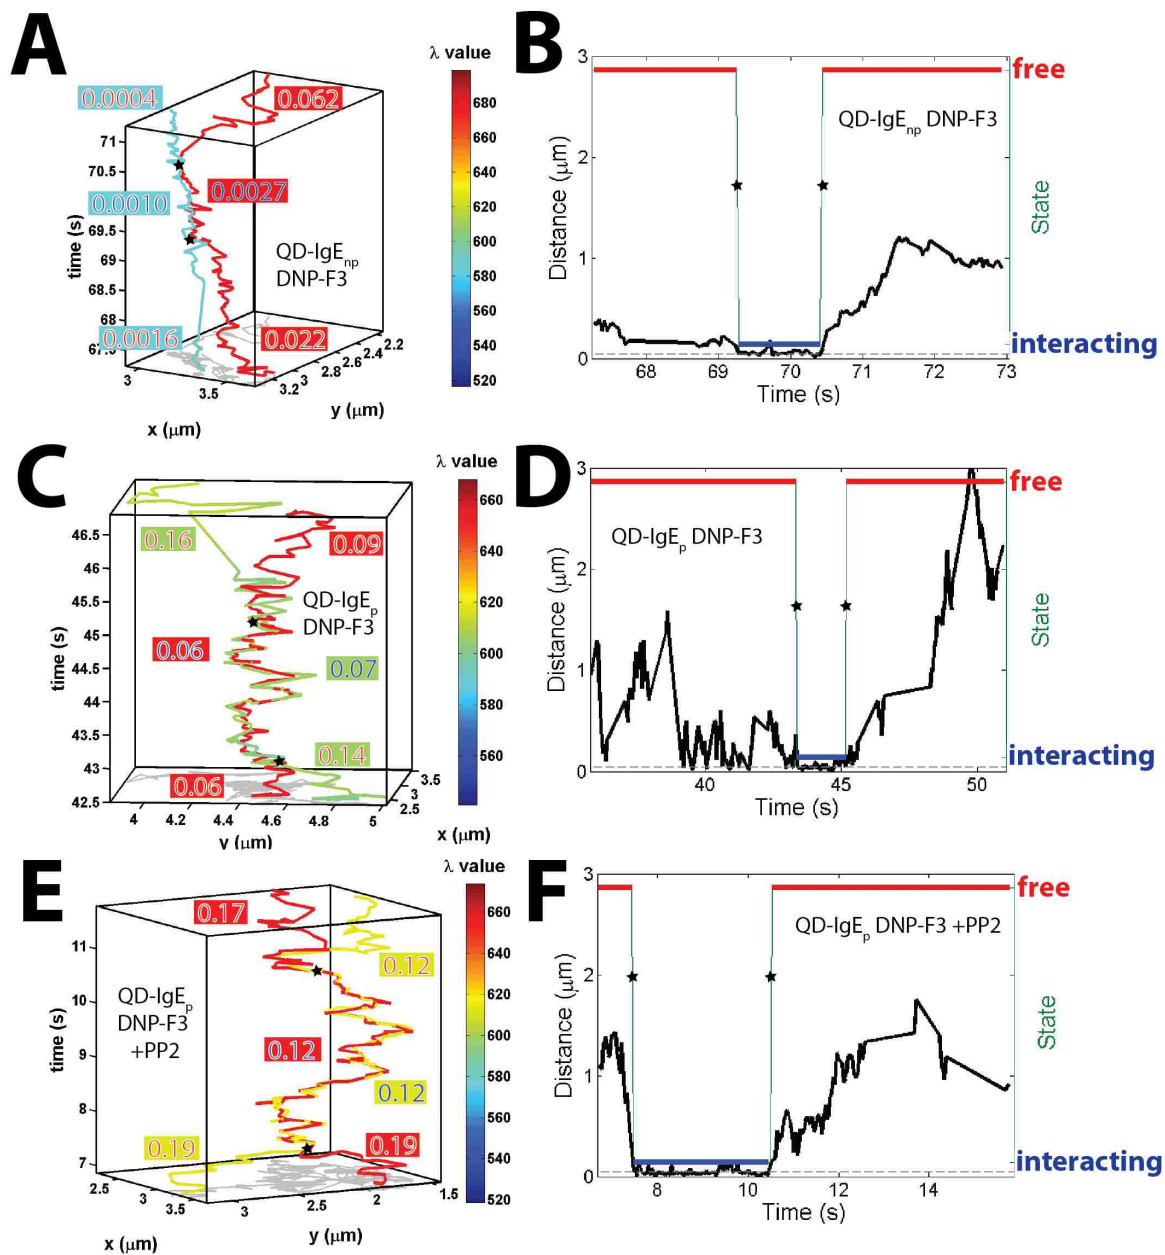 A
λ value
0.0004
0.062
71
70.5
70
69.5
69
68.5
68
67.5
time (s)
0.0010
0.0027
QD-IgEnp
DNP-F3
0.0016
0.022
3
3.5
x (μm)
3.2
3
2.8
2.6
2.4
2.2
y (μm)
680
660
640
620
600
580
560
540
520
B
3
2
1
0
Distance (μm)
QD-IgEnp DNP-F3
free
State
interacting
68
69
70
71
72
73
Time (s)
C
λ value
0.16
0.09
46.5
46
45.5
45
44.5
44
43.5
43
42.5
time (s)
QD-IgEp
DNP-F3
0.06
0.07
0.14
0.06
4
4.2
4.4
4.6
4.8
5
y (μm)
3.5
3
2.5
x (μm)
660
640
620
600
580
560
D
3
2
1
0
Distance (μm)
QD-IgEp DNP-F3
free
State
interacting
40
45
50
Time (s)
E
λ value
0.17
0.12
11
10
9
8
7
time (s)
QD-IgEp
DNP-F3
+PP2
0.12
0.12
0.19
0.19
2.5
3
3.5
x (μm)
2.5
2
1.5
y (μm)
660
640
620
600
580
560
540
520
F
3
2
1
0
Distance (μm)
QD-IgEp DNP-F3 +PP2
free
State
interacting
8
10
12
14
Time (s)